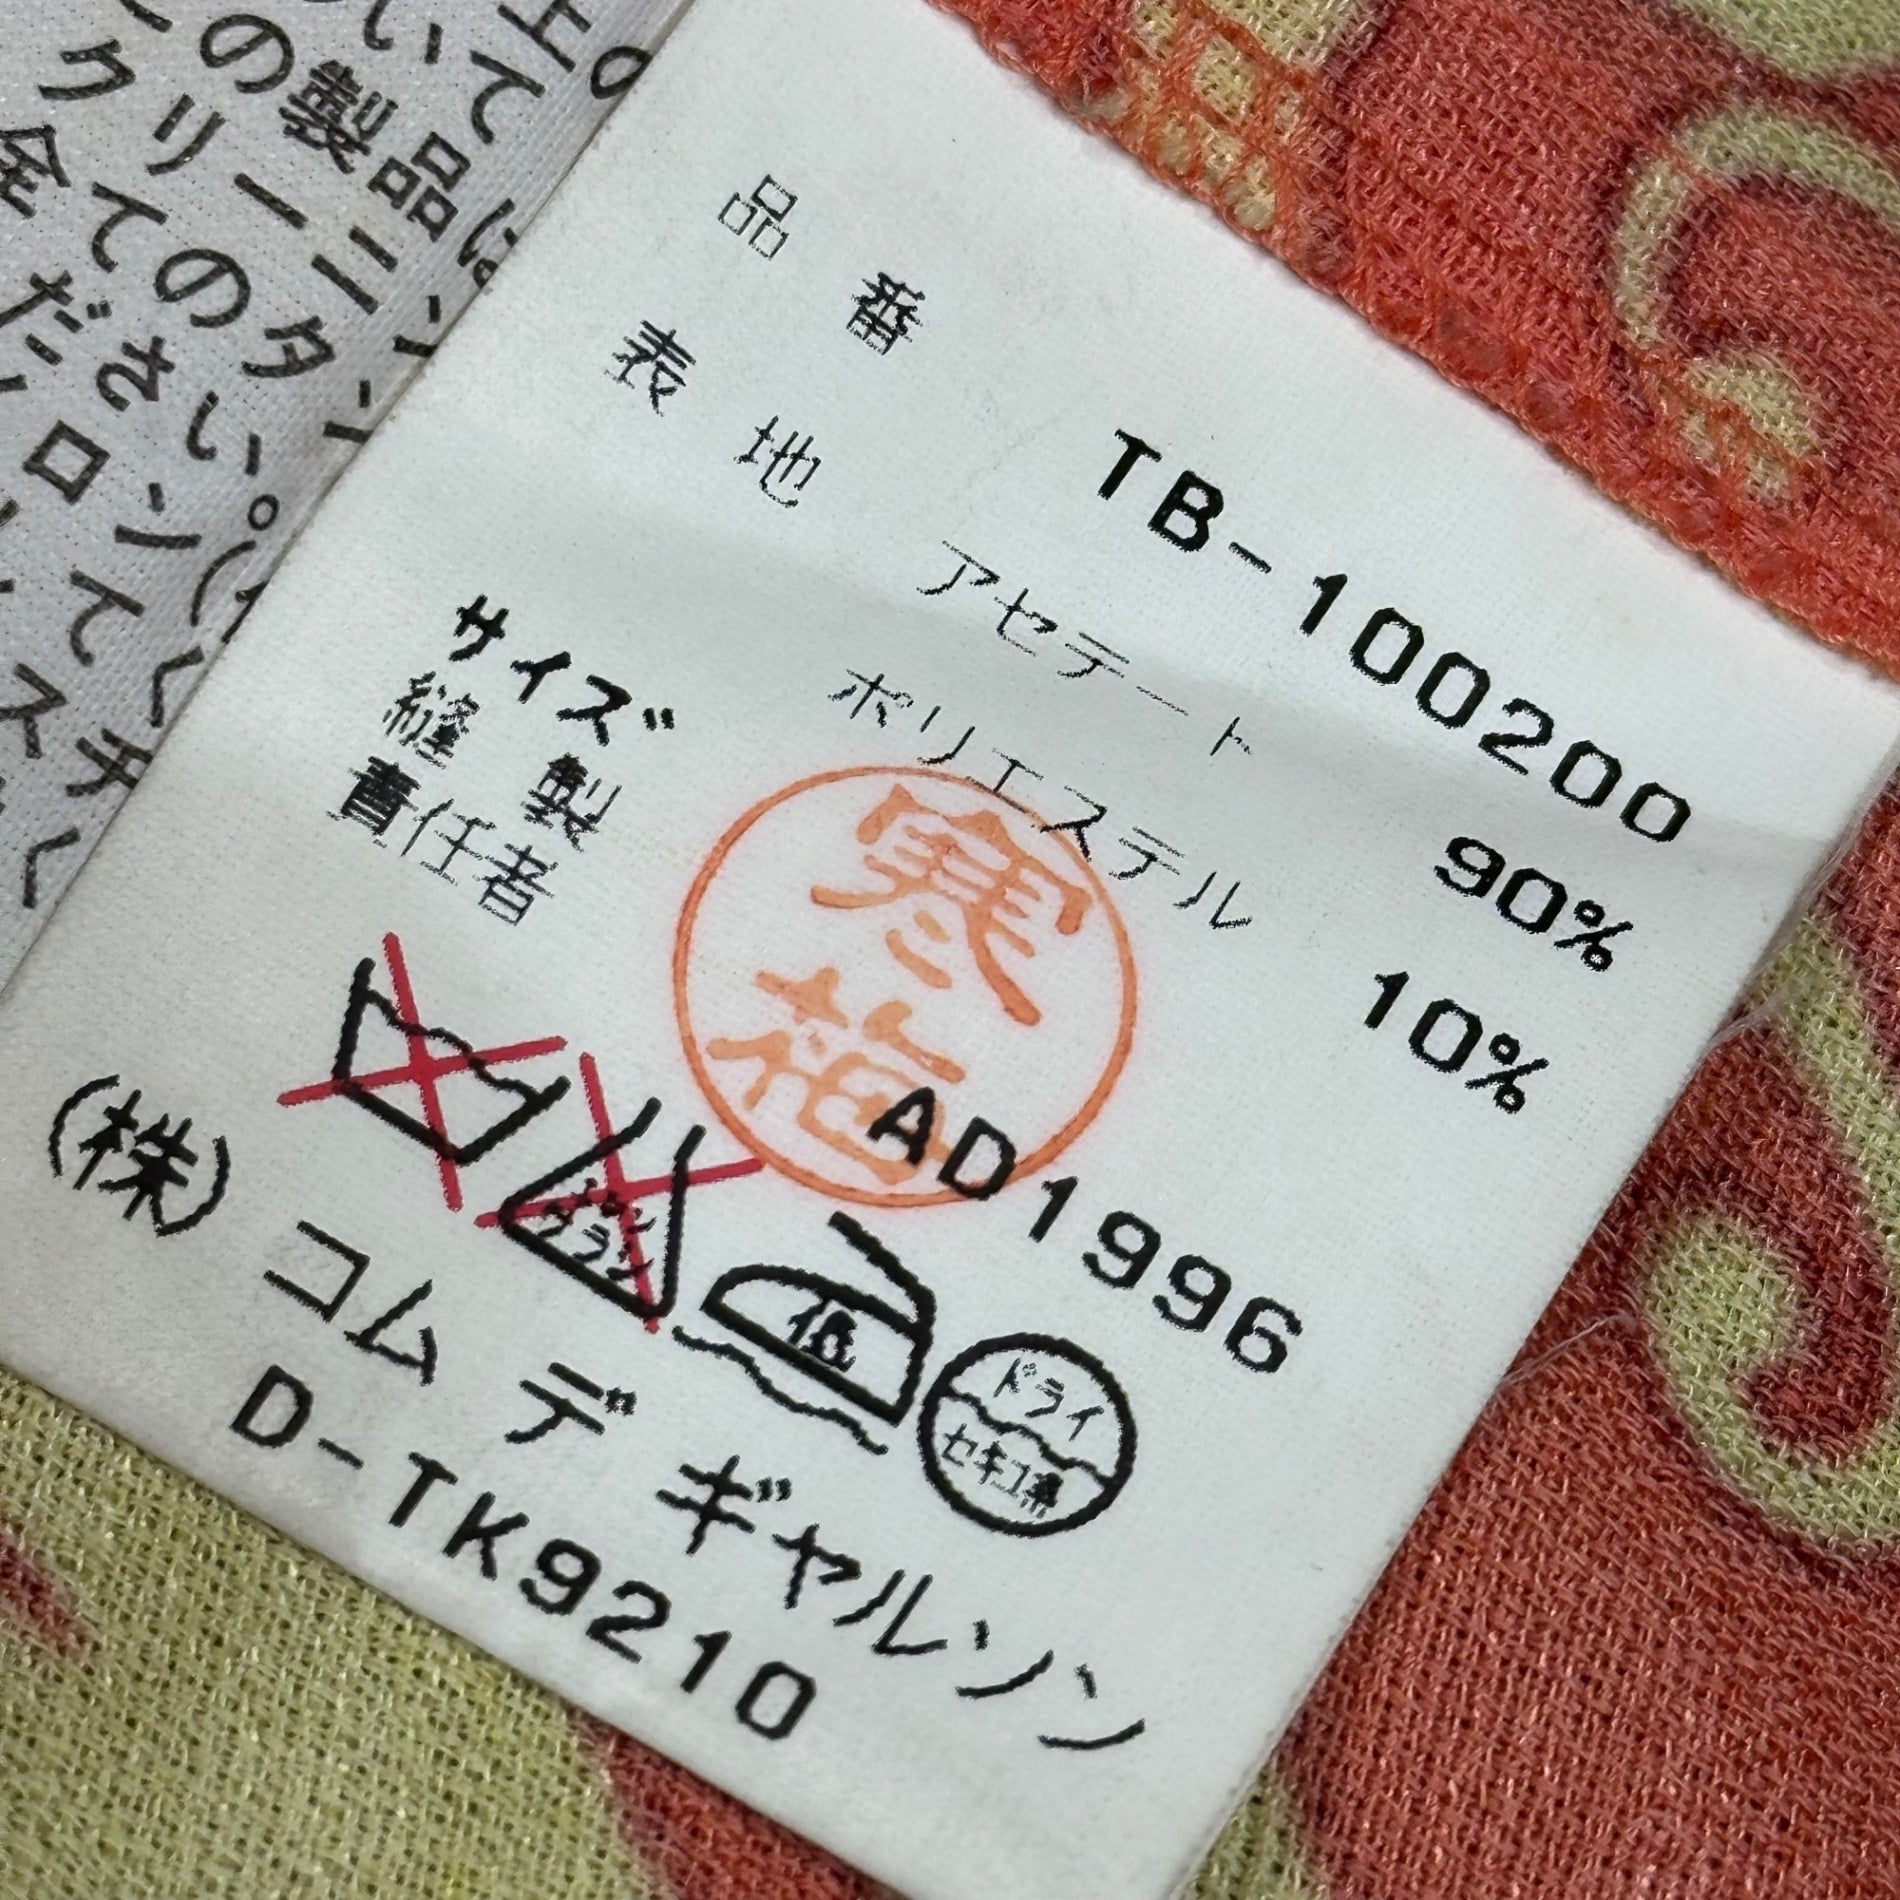 品番 TB-100200
表地 アセテート 90%
ポリエステル 10%
サイズ
縫製
責任者
寒梅
AD1996
低
ドライ
セキユ系
(株) コム デ ギャルソン
D-TK9210
この製品は
クリーニン
全てのタン
ださい。